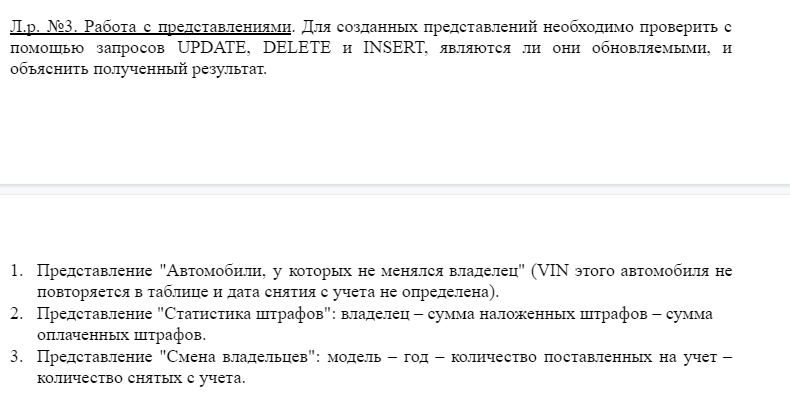 Л.р. №3. Работа с представлениями. Для созданных представлений необходимо проверить с
помощью запросов UPDATE, DELETE и INSERT, являются ли они обновляемыми, и
объяснить полученный результат.
1. Представление "Автомобили, у которых не менялся владелец" (VIN этого автомобиля не
повторяется в таблице и дата снятия с учета не определена).
2. Представление "Статистика штрафов": владелец – сумма наложенных штрафов – сумма
оплаченных штрафов.
3. Представление "Смена владельцев": модель – год – количество поставленных на учет –
количество снятых с учета.